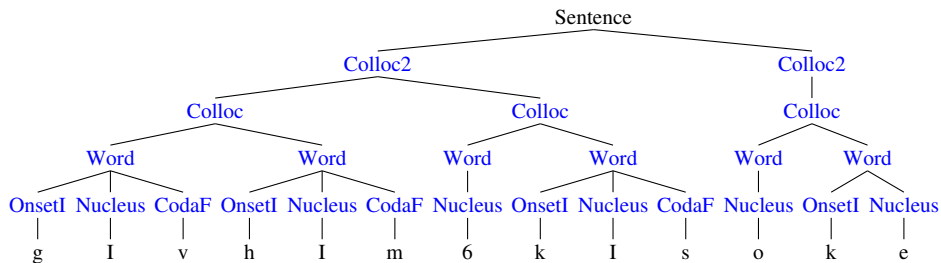 Sentence
Colloc2 Colloc2
Colloc Colloc Colloc
Word Word Word Word Word Word
OnsetI Nucleus CodaF OnsetI Nucleus CodaF Nucleus OnsetI Nucleus CodaF Nucleus OnsetI Nucleus
g I v h I m 6 k I s o k e